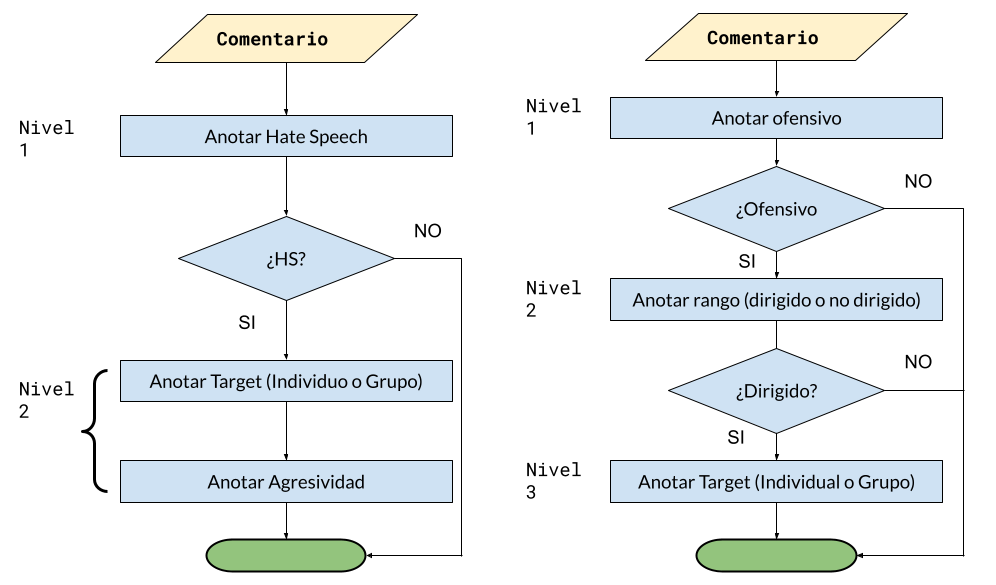 Comentario
Nivel
1
Anotar Hate Speech
¿HS?
NO
SI
Nivel
2
Anotar Target (Individuo o Grupo)
Anotar Agresividad
Comentario
Nivel
1
Anotar ofensivo
¿Ofensivo
NO
SI
Nivel
2
Anotar rango (dirigido o no dirigido)
¿Dirigido?
NO
SI
Nivel
3
Anotar Target (Individual o Grupo)